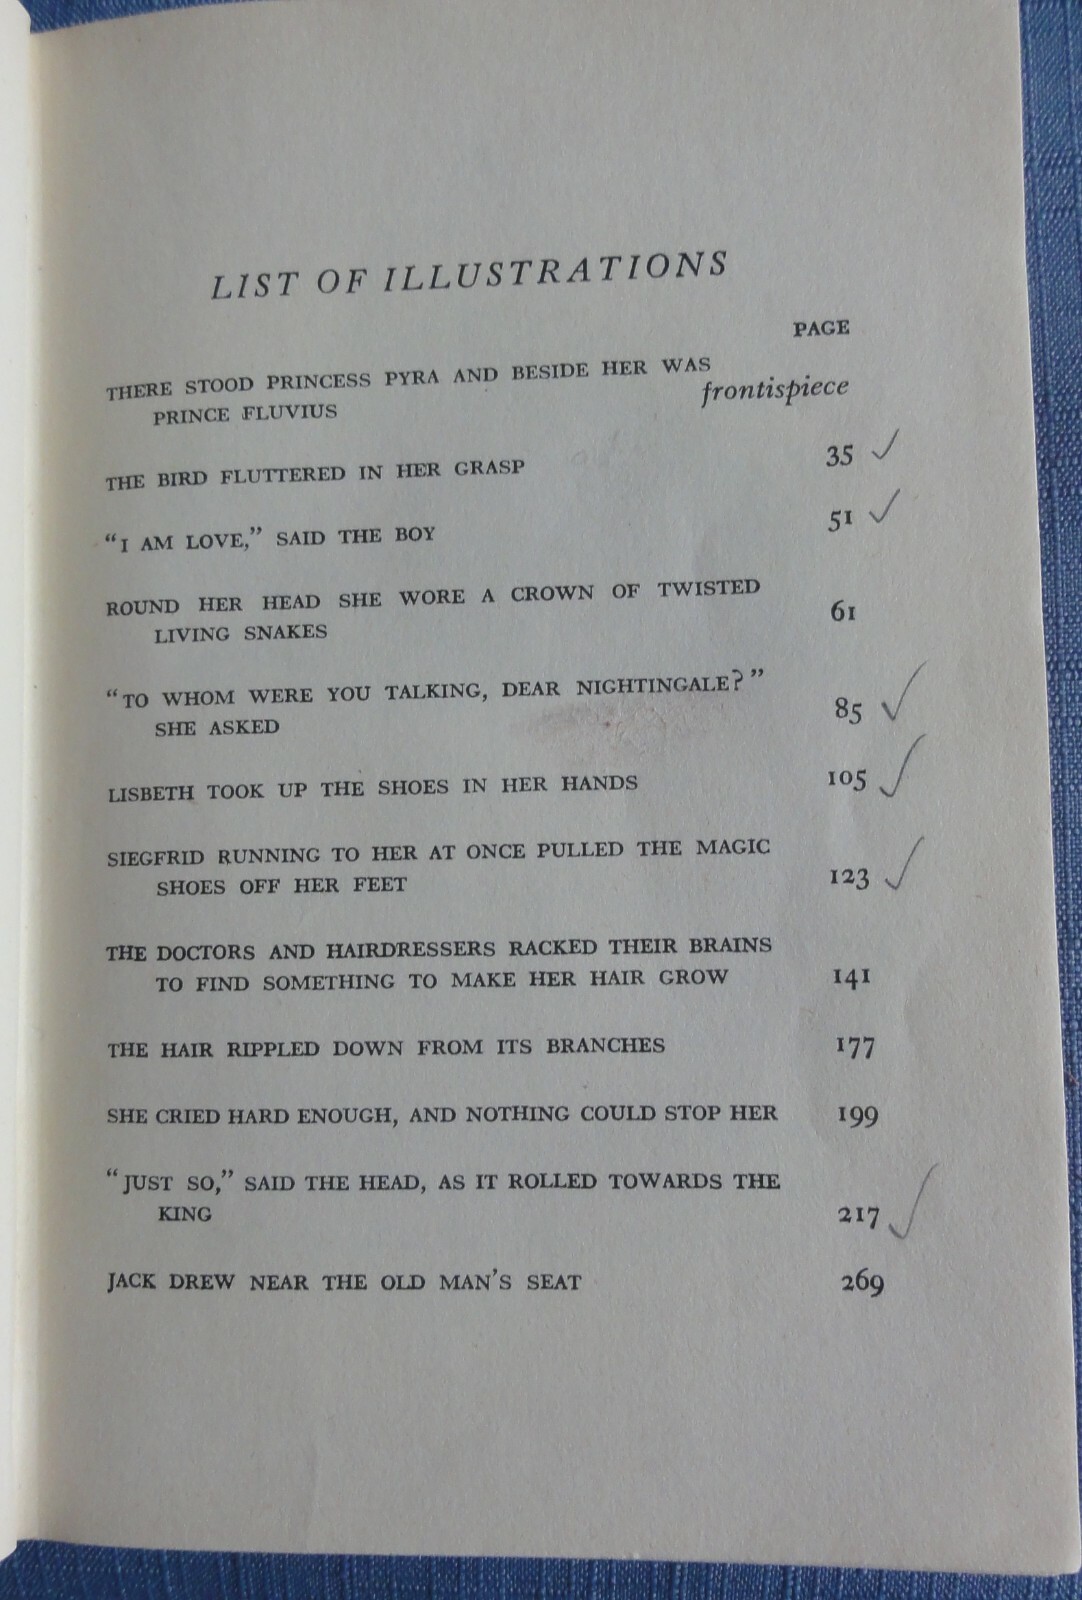 LIST OF ILLUSTRATIONS
PAGE
THERE STOOD PRINCESS PYRA AND BESIDE HER WAS
PRINCE FLUVIUS frontispiece
THE BIRD FLUTTERED IN HER GRASP 35
“I AM LOVE,” SAID THE BOY 51
ROUND HER HEAD SHE WORE A CROWN OF TWISTED
LIVING SNAKES 61
“TO WHOM WERE YOU TALKING, DEAR NIGHTINGALE?”
SHE ASKED 85
LISBETH TOOK UP THE SHOES IN HER HANDS 105
SIEGFRID RUNNING TO HER AT ONCE PULLED THE MAGIC
SHOES OFF HER FEET 123
THE DOCTORS AND HAIRDRESSERS RACKED THEIR BRAINS
TO FIND SOMETHING TO MAKE HER HAIR GROW 141
THE HAIR RIPPLED DOWN FROM ITS BRANCHES 177
SHE CRIED HARD ENOUGH, AND NOTHING COULD STOP HER 199
“JUST SO,” SAID THE HEAD, AS IT ROLLED TOWARDS THE
KING 217
JACK DREW NEAR THE OLD MAN’S SEAT 269